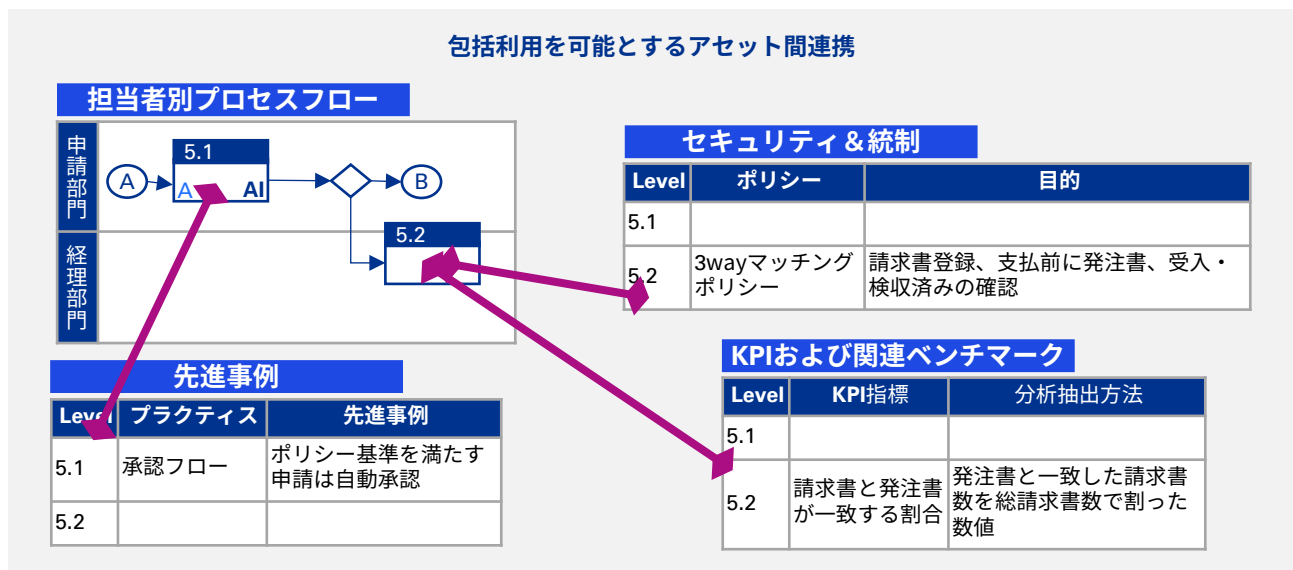 包括利用を可能とするアセット間連携
担当者別プロセスフロー
申請部門
A
5.1
A
AI
B
経理部門
5.2
セキュリティ＆統制
Level ポリシー 目的
5.1
5.2 3wayマッチング 請求書登録、支払前に発注書、受入・
ポリシー 検収済みの確認
先進事例
Level プラクティス 先進事例
5.1 承認フロー ポリシー基準を満たす
申請は自動承認
5.2
KPIおよび関連ベンチマーク
Level KPI指標 分析抽出方法
5.1
5.2 請求書と発注書 発注書と一致した請求書
が一致する割合 数を総請求書数で割った
数値